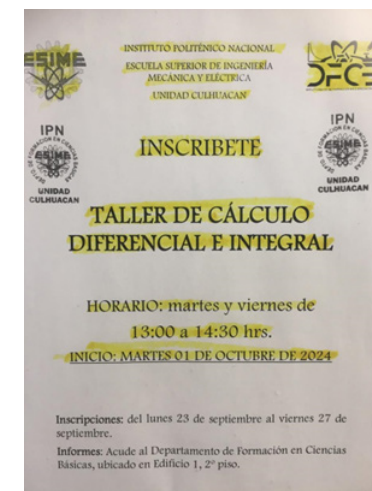 INSTITUTO POLITÉNICO NACIONAL
ESCUELA SUPERIOR DE INGENIERÍA
MECÁNICA Y ELÉCTRICA
UNIDAD CULHUACAN
ESIME
DFCB
IPN
ESIME
UNIDAD
CULHUACAN
IPN
ESIME
UNIDAD
CULHUACAN
INSCRIBETE
TALLER DE CÁLCULO
DIFERENCIAL E INTEGRAL
HORARIO: martes y viernes de
13:00 a 14:30 hrs.
INICIO: MARTES 01 DE OCTUBRE DE 2024
Inscripciones: del lunes 23 de septiembre al viernes 27 de
septiembre.
Informes: Acude al Departamento de Formación en Ciencias
Básicas, ubicado en Edificio 1, 2º piso.